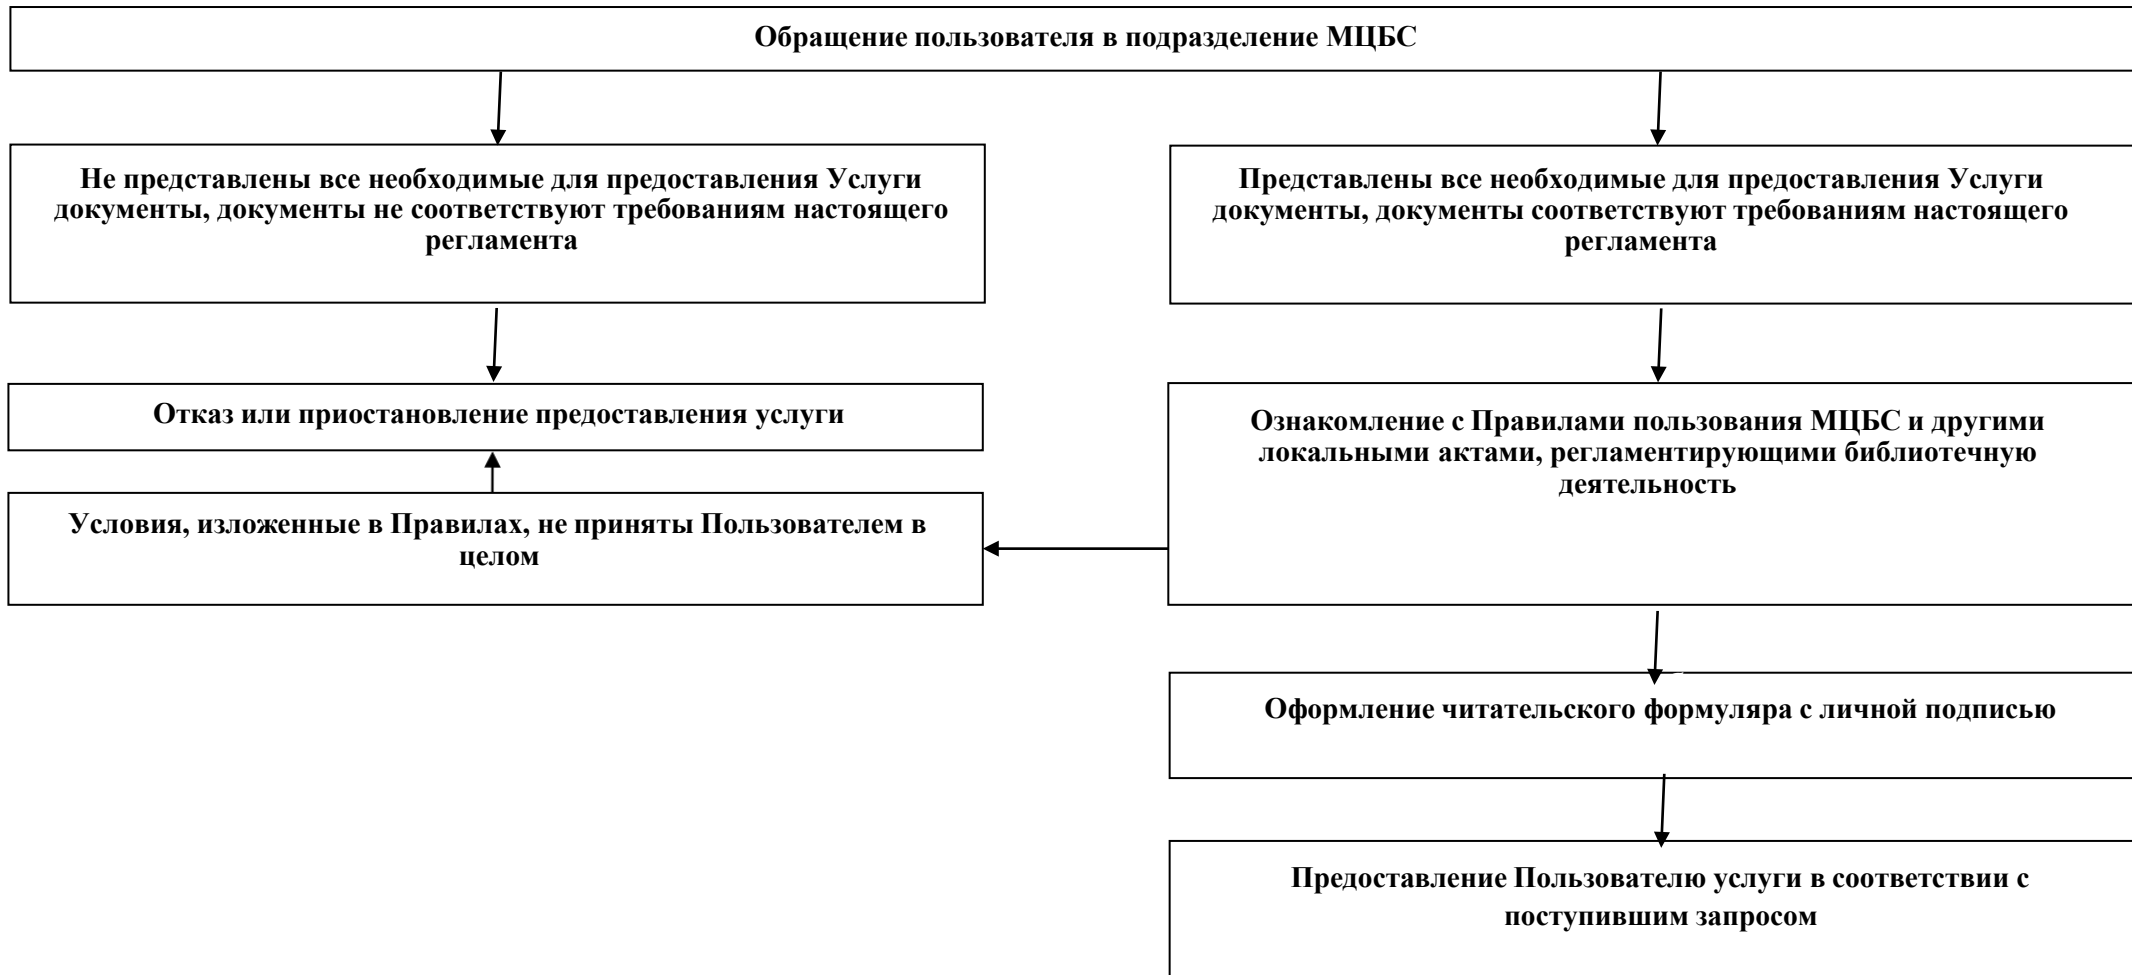 Обращение пользователя в подразделение МЦБС
Не представлены все необходимые для предоставления Услуги
документы, документы не соответствуют требованиям настоящего
регламента
Представлены все необходимые для предоставления Услуги
документы, документы соответствуют требованиям настоящего
регламента
Отказ или приостановление предоставления услуги
Ознакомление с Правилами пользования МЦБС и другими
локальными актами, регламентирующими библиотечную
деятельность
Условия, изложенные в Правилах, не приняты Пользователем в
целом
Оформление читательского формуляра с личной подписью
Предоставление Пользователю услуги в соответствии с
поступившим запросом